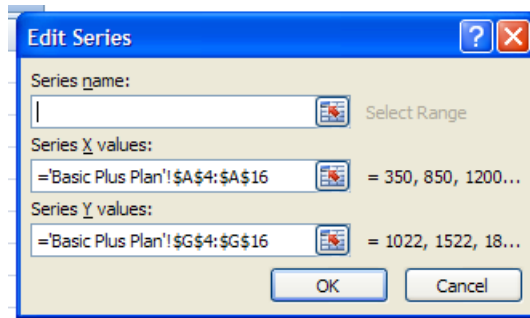 Edit Series
Series name:
Select Range
Series X values:
='Basic Plus Plan'!$A$4:$A$16 = 350, 850, 1200...
Series Y values:
='Basic Plus Plan'!$G$4:$G$16 = 1022, 1522, 18...
OK Cancel